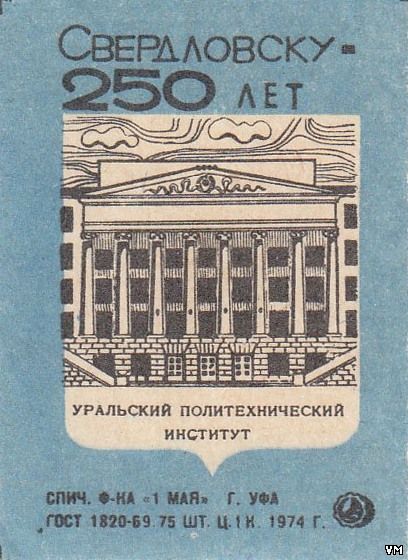 СВЕРДЛОВСКУ-
250 ЛЕТ
УРАЛЬСКИЙ ПОЛИТЕХНИЧЕСКИЙ
ИНСТИТУТ
СПИЧ. Ф-КА «1 МАЯ» Г. УФА
ГОСТ 1820-69. 75 ШТ. Ц. 1 К. 1974 Г.
VM